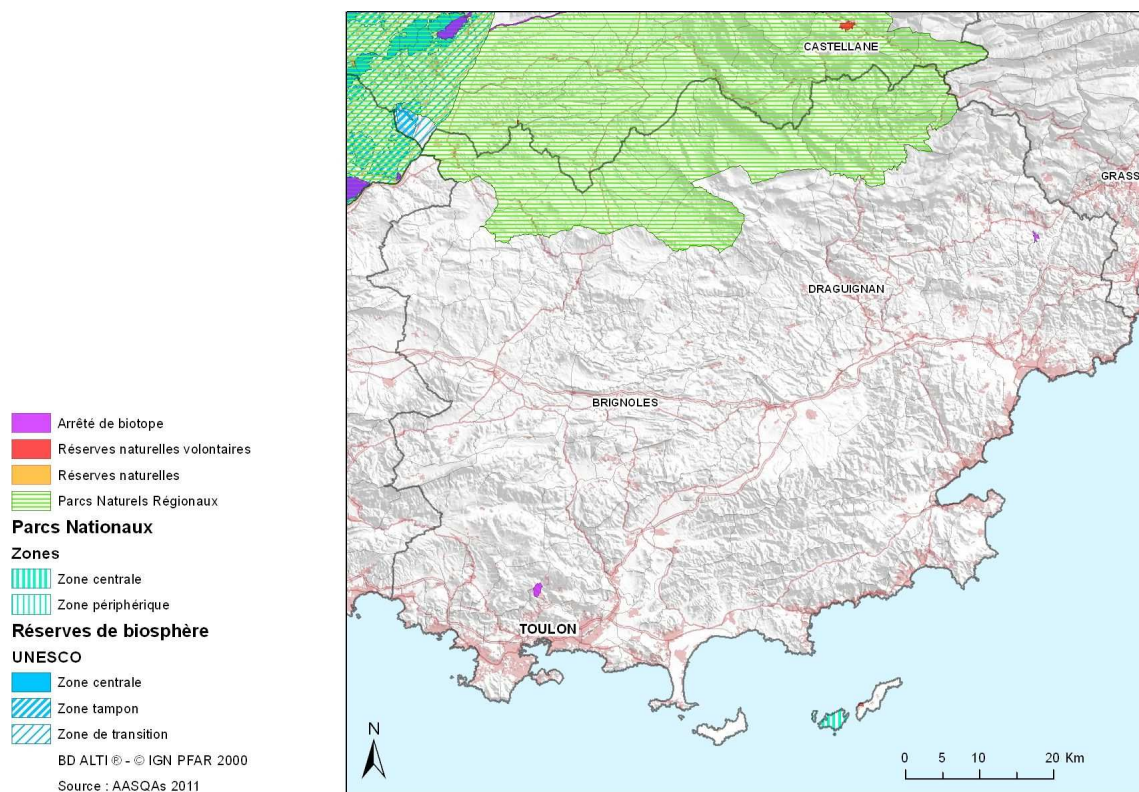 CASTELLANE
GRASS
DRAGUIGNAN
BRIGNOLES
TOULON
N
0 5 10 20 Km
Arrêté de biotope
Réserves naturelles volontaires
Réserves naturelles
Parcs Naturels Régionaux
Parcs Nationaux
Zones
Zone centrale
Zone périphérique
Réserves de biosphère
UNESCO
Zone centrale
Zone tampon
Zone de transition
BD ALTI ® - © IGN PFAR 2000
Source : AASQAs 2011